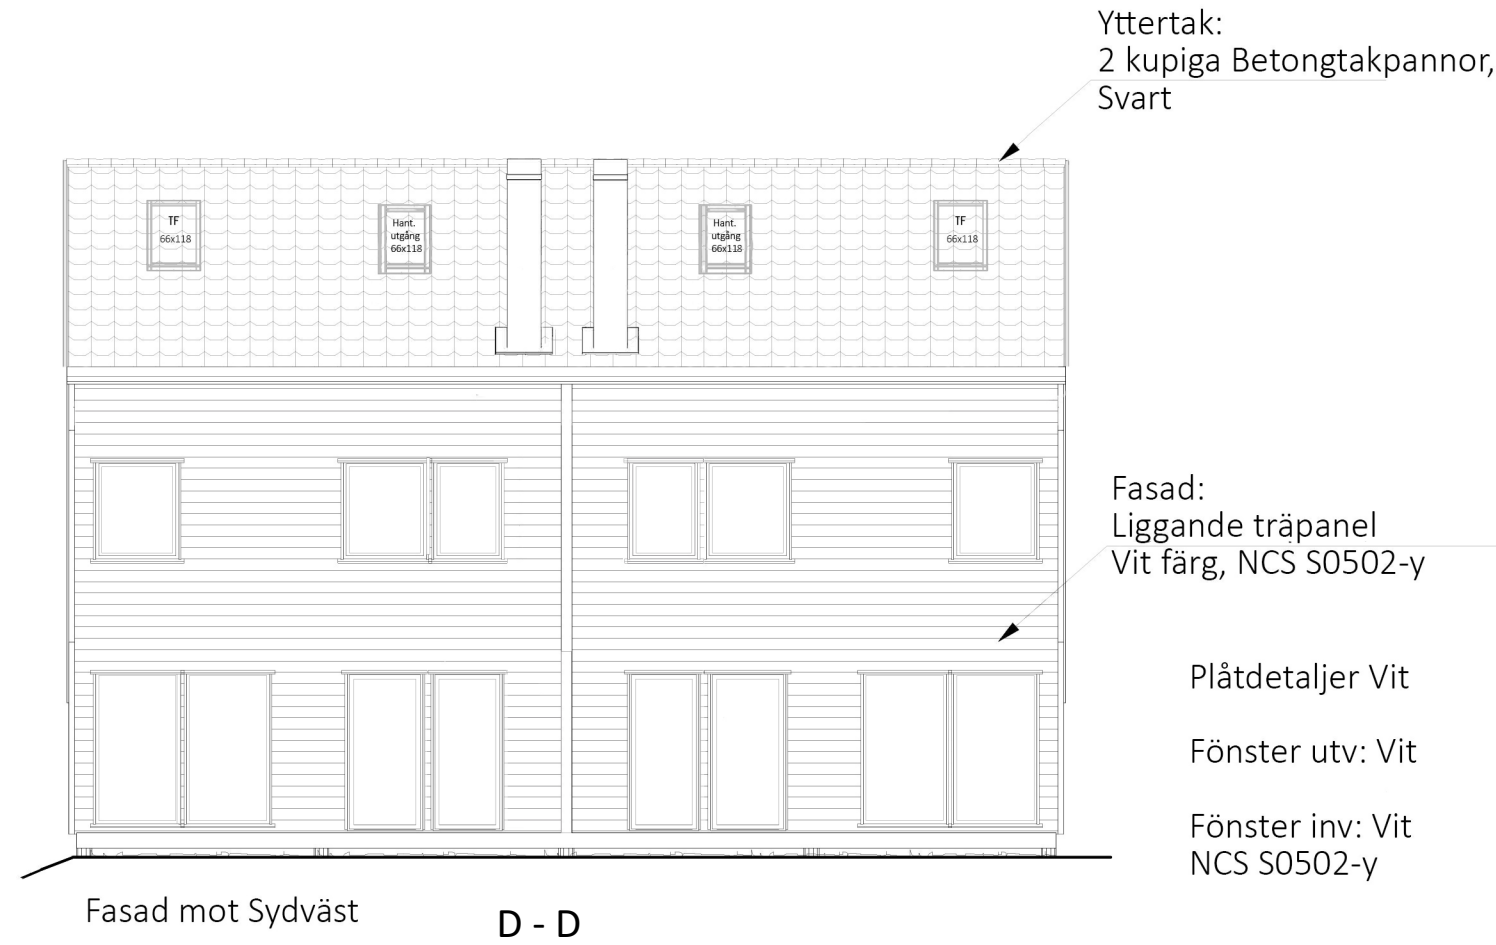 Yttertak:
2 kupiga Betongtakpannor,
Svart
TF
66x118
Hant.
utgång
66x118
Hant.
utgång
66x118
TF
66x118
Fasad:
Liggande träpanel
Vit färg, NCS S0502-y
Plåtdetaljer Vit
Fönster utv: Vit
Fönster inv: Vit
NCS S0502-y
Fasad mot Sydväst
D - D